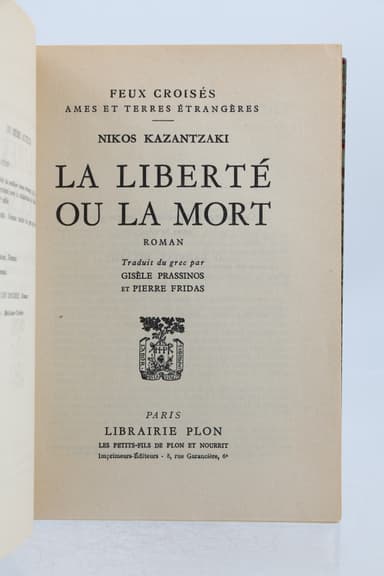 FEUX CROISÉS
AMES ET TERRES ÉTRANGÈRES
NIKOS KAZANTZAKI
LA LIBERTÉ
OU LA MORT
ROMAN
Traduit du grec par
GISÈLE PRASSINOS
ET PIERRE FRIDAS
PARIS
LIBRAIRIE PLON
LES PETITS-FILS DE PLON ET NOURRIT
Imprimeurs-Éditeurs - 8, rue Garancière, 6e